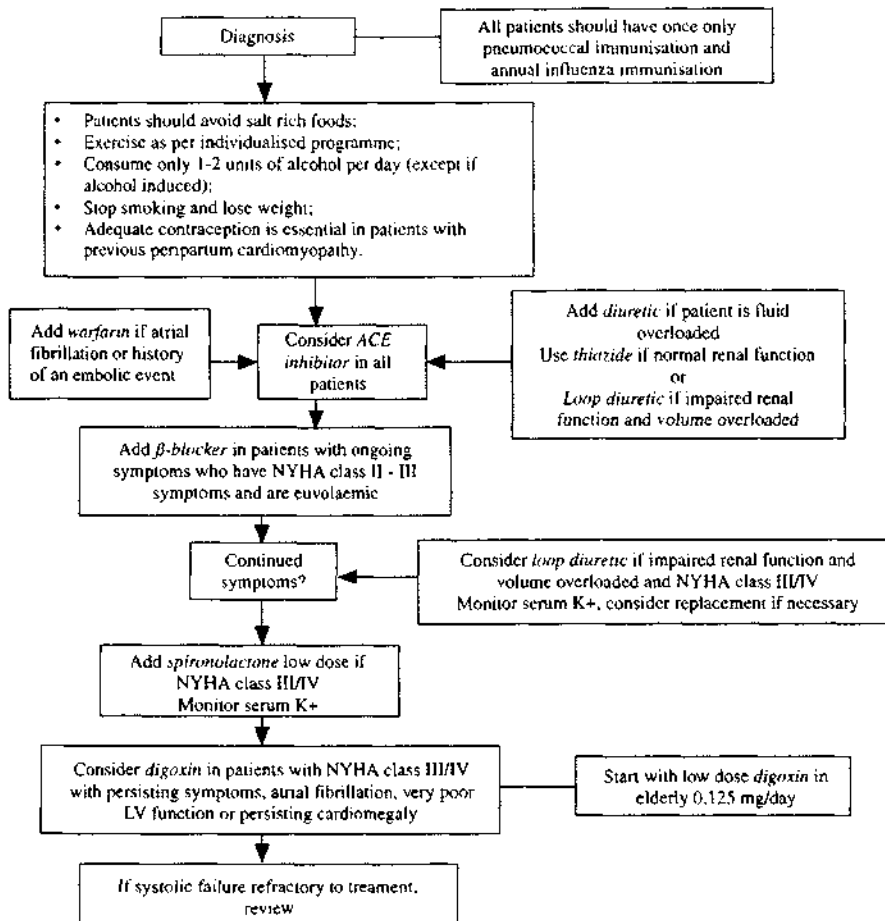 Diagnosis
All patients should have once only
pneumococcal immunisation and
annual influenza immunisation
• Patients should avoid salt rich foods;
• Exercise as per individualised programme;
• Consume only 1-2 units of alcohol per day (except if
alcohol induced);
• Stop smoking and lose weight;
• Adequate contraception is essential in patients with
previous peripartum cardiomyopathy.
Add warfarin if atrial
fibrillation or history
of an embolic event
Consider ACE
inhibitor in all
patients
Add diuretic if patient is fluid
overloaded
Use thiazide if normal renal function
or
Loop diuretic if impaired renal
function and volume overloaded
Add β-blocker in patients with ongoing
symptoms who have NYHA class II - III
symptoms and are euvolaemic
Continued
symptoms?
Consider loop diuretic if impaired renal function and
volume overloaded and NYHA class III/IV
Monitor serum K+, consider replacement if necessary
Add spironolactone low dose if
NYHA class III/IV
Monitor serum K+
Consider digoxin in patients with NYHA class III/IV
with persisting symptoms, atrial fibrillation, very poor
LV function or persisting cardiomegaly
Start with low dose digoxin in
elderly 0.125 mg/day
If systolic failure refractory to treament,
review